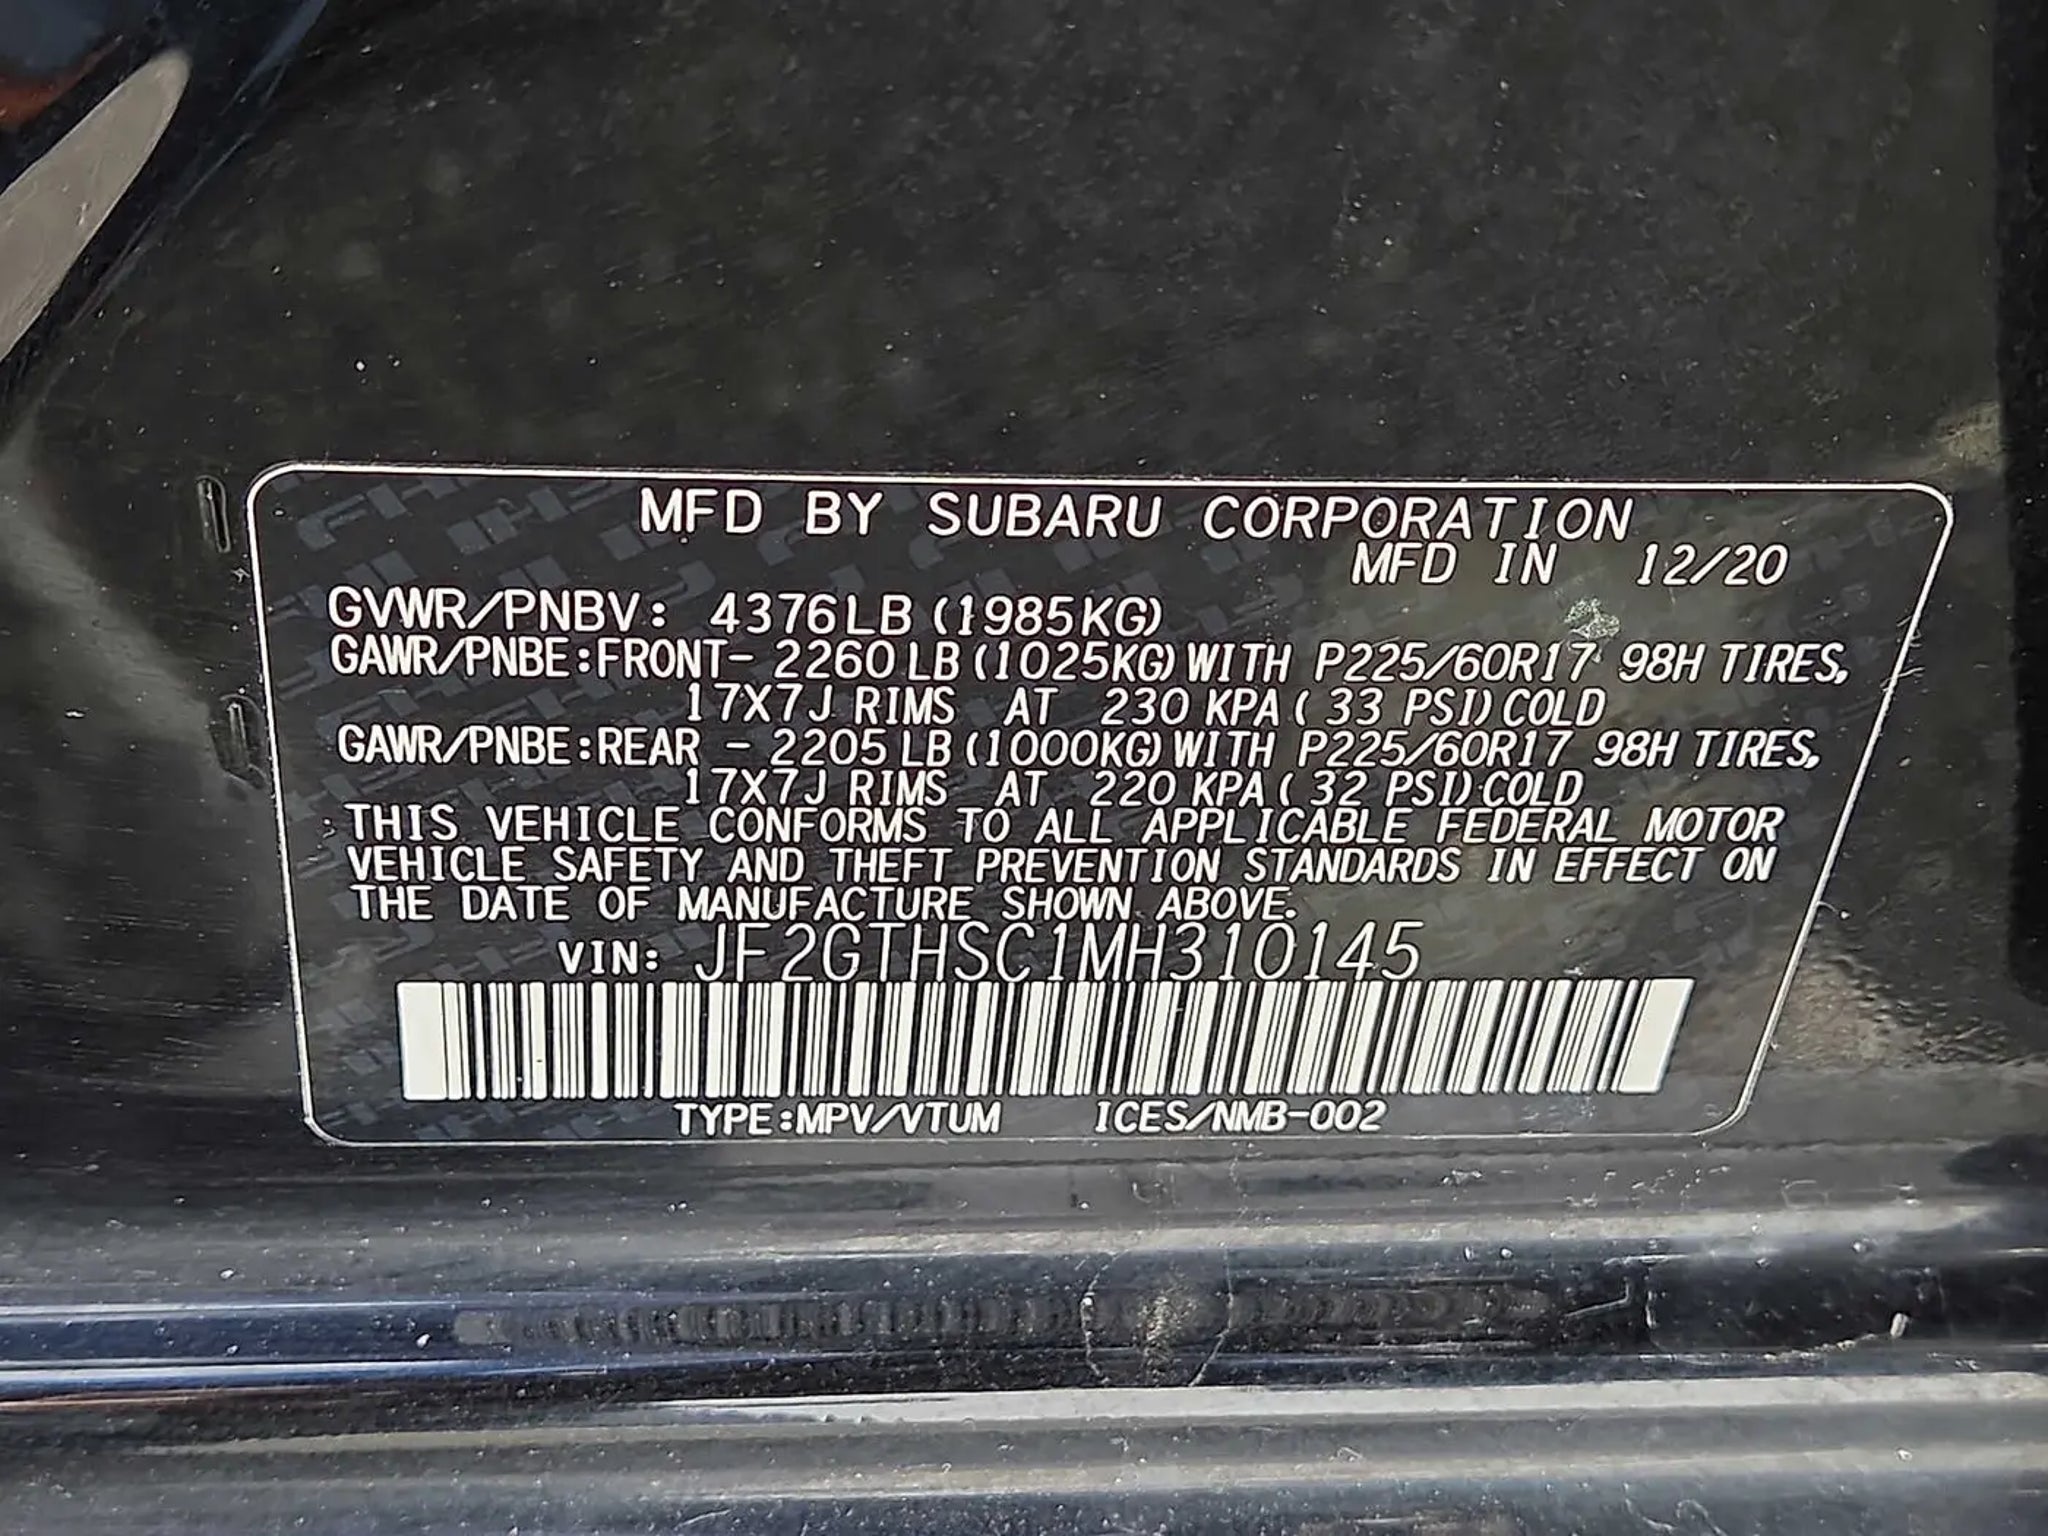 MFD BY SUBARU CORPORATION
MFD IN 12/20
GVWR/PNBV: 4376LB (1985KG)
GAWR/PNBE:FRONT- 2260 LB (1025KG) WITH P225/60R17 98H TIRES,
17X7J RIMS AT 230 KPA ( 33 PSI) COLD
GAWR/PNBE:REAR - 2205 LB (1000KG) WITH P225/60R17 98H TIRES,
17X7J RIMS AT 220 KPA ( 32 PSI) COLD
THIS VEHICLE CONFORMS TO ALL APPLICABLE FEDERAL MOTOR
VEHICLE SAFETY AND THEFT PREVENTION STANDARDS IN EFFECT ON
THE DATE OF MANUFACTURE SHOWN ABOVE.
VIN: JF2GTHSC1MH310145
TYPE:MPV/VTUM ICES/NMB-002